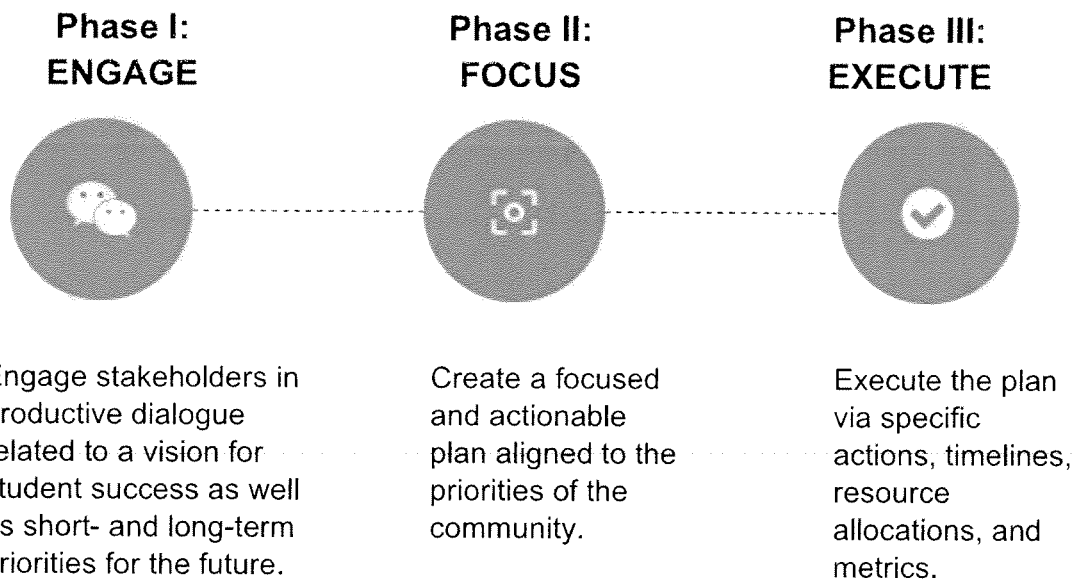 Phase I:
ENGAGE
Engage stakeholders in
roductive dialogue
elated to a vision for
tudent success as well
s short- and long-term
riorities for the future.
Phase II:
FOCUS
Create a focused
and actionable
plan aligned to the
priorities of the
community.
Phase III:
EXECUTE
Execute the plan
via specific
actions, timelines,
resource
allocations, and
metrics.